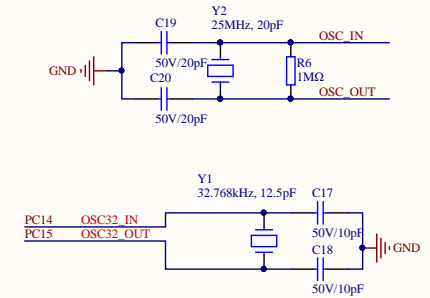 C19
Y2
25MHz, 20pF
OSC_IN
50V/20pF
GND
R6
1MΩ
C20
OSC_OUT
50V/20pF
Y1
32.768kHz, 12.5pF
C17
PC14 OSC32_IN
PC15 OSC32_OUT
50V/10pF
GND
C18
50V/10pF